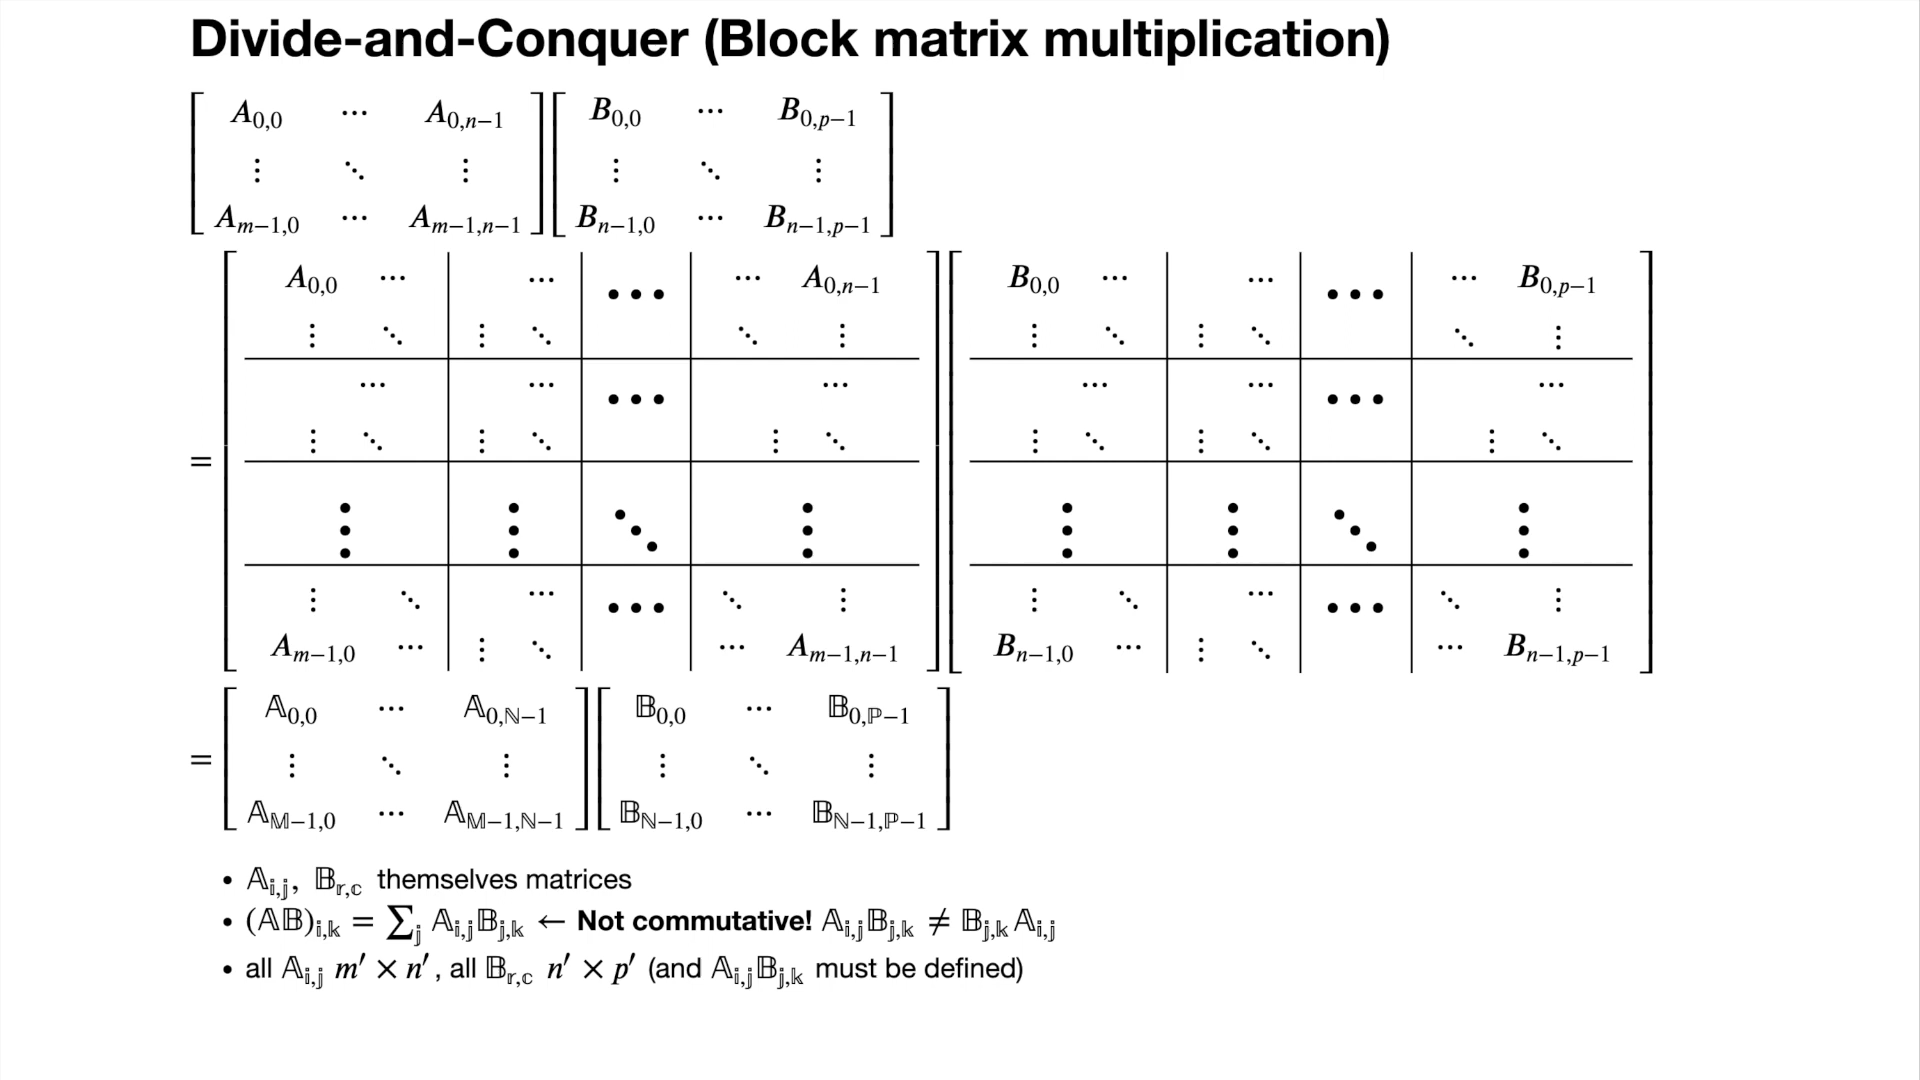 Divide-and-Conquer (Block matrix multiplication)
[ A_{0,0} ⋯ A_{0,n−1} ] [ B_{0,0} ⋯ B_{0,p−1} ]
⋮ ⋱ ⋮ ⋮ ⋱ ⋮
[ A_{m−1,0} ⋯ A_{m−1,n−1} ] [ B_{n−1,0} ⋯ B_{n−1,p−1} ]
A_{0,0} ⋯ | ⋯ | ••• | ⋯ A_{0,n−1} B_{0,0} ⋯ | ⋯ | ••• | ⋯ B_{0,p−1}
⋮ ⋱ | ⋮ ⋱ | | ⋱ ⋮ ⋮ ⋱ | ⋮ ⋱ | | ⋱ ⋮
⋯ | ⋯ | ••• | ⋯ ⋯ | ⋯ | ••• | ⋯
⋮ ⋱ | ⋮ ⋱ | | ⋮ ⋱ ⋮ ⋱ | ⋮ ⋱ | | ⋮ ⋱
=
⋮ | ⋮ | ⋱ | ⋮ ⋮ | ⋮ | ⋱ | ⋮
⋮ ⋱ | ⋯ | ••• | ⋱ ⋮ ⋮ ⋱ | ⋯ | ••• | ⋱ ⋮
A_{m−1,0} ⋯ | ⋮ ⋱ | | ⋯ A_{m−1,n−1} B_{n−1,0} ⋯ | ⋮ ⋱ | | ⋯ B_{n−1,p−1}
[ 𝔸_{0,0} ⋯ 𝔸_{0,ℕ−1} ] [ 𝔹_{0,0} ⋯ 𝔹_{0,ℙ−1} ]
= ⋮ ⋱ ⋮ ⋮ ⋱ ⋮
[ 𝔸_{𝕄−1,0} ⋯ 𝔸_{𝕄−1,ℕ−1} ] [ 𝔹_{ℕ−1,0} ⋯ 𝔹_{ℕ−1,ℙ−1} ]
• 𝔸_{𝕚,𝕛}, 𝔹_{𝕣,𝕔} themselves matrices
• (𝔸𝔹)_{𝕚,𝕜} = ∑_𝕛 𝔸_{𝕚,𝕛}𝔹_{𝕛,𝕜} ← Not commutative! 𝔸_{𝕚,𝕛}𝔹_{𝕛,𝕜} ≠ 𝔹_{𝕛,𝕜}𝔸_{𝕚,𝕛}
• all 𝔸_{𝕚,𝕛} m′ × n′, all 𝔹_{𝕣,𝕔} n′ × p′ (and 𝔸_{𝕚,𝕛}𝔹_{𝕛,𝕜} must be defined)